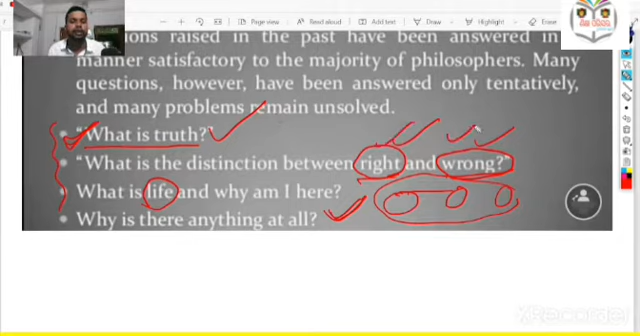 Page view
Read aloud
Add text
Draw
Highlight
Erase
raised in the past have been answered in
manner satisfactory to the majority of philosophers. Many
questions, however, have been answered only tentatively,
and many problems remain unsolved.
• "What is truth?"
• "What is the distinction between right and wrong?"
• What is life and why am I here?
• Why is there anything at all?
XRecorder